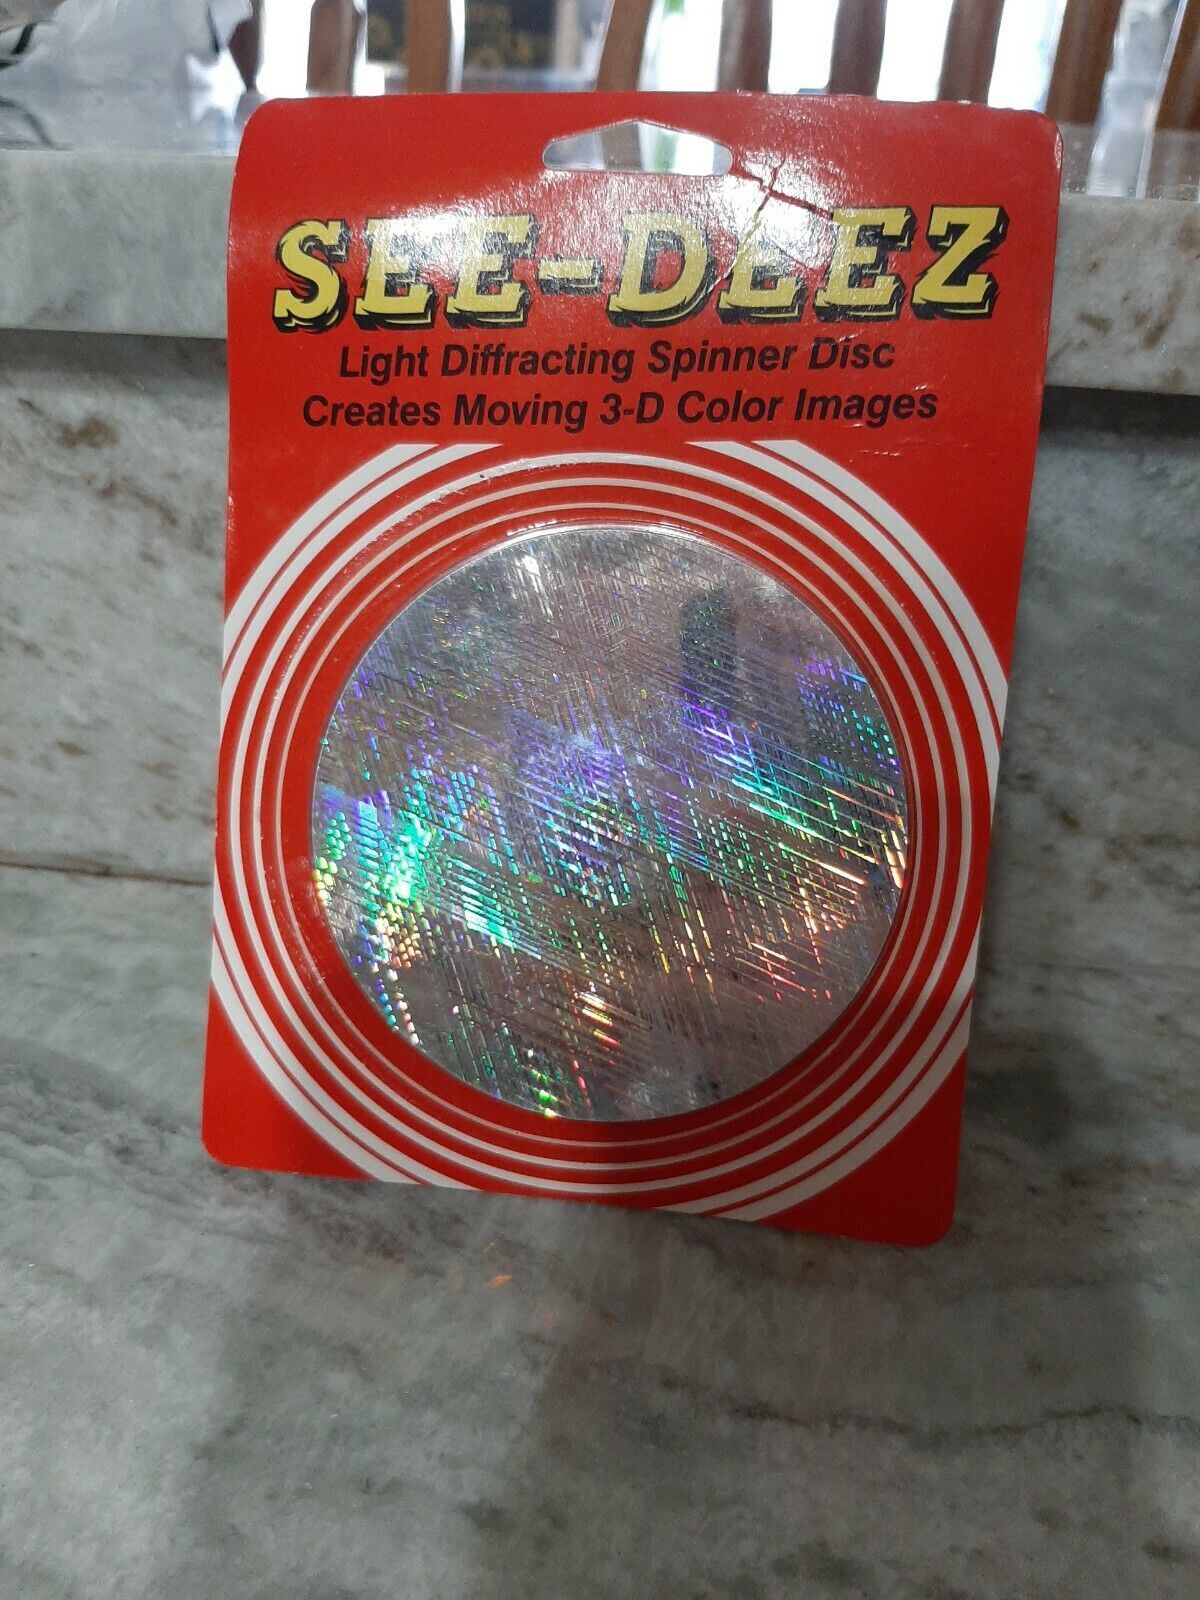 SEE-DEEZ
Light Diffracting Spinner Disc
Creates Moving 3-D Color Images